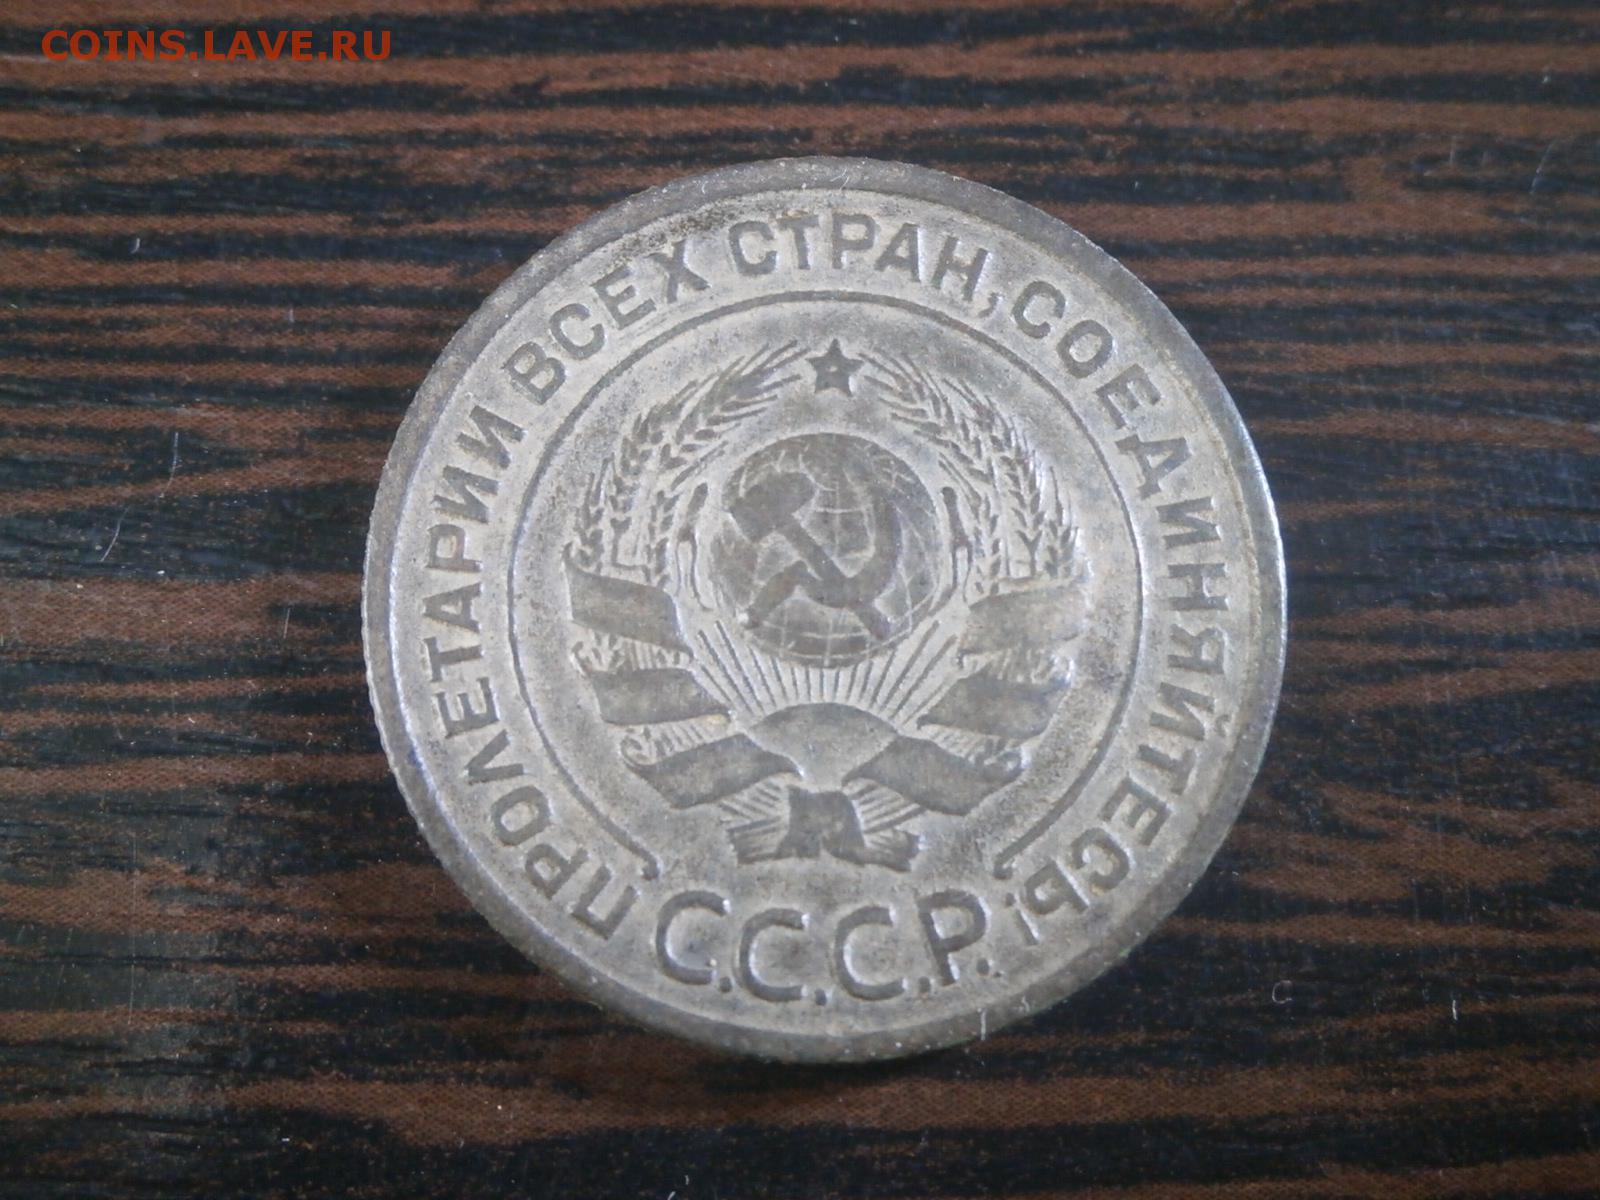 COINS.LAVE.RU
ПРОЛЕТАРИИ ВСЕХ СТРАН, СОЕДИНЯЙТЕСЬ!
С.С.С.Р.